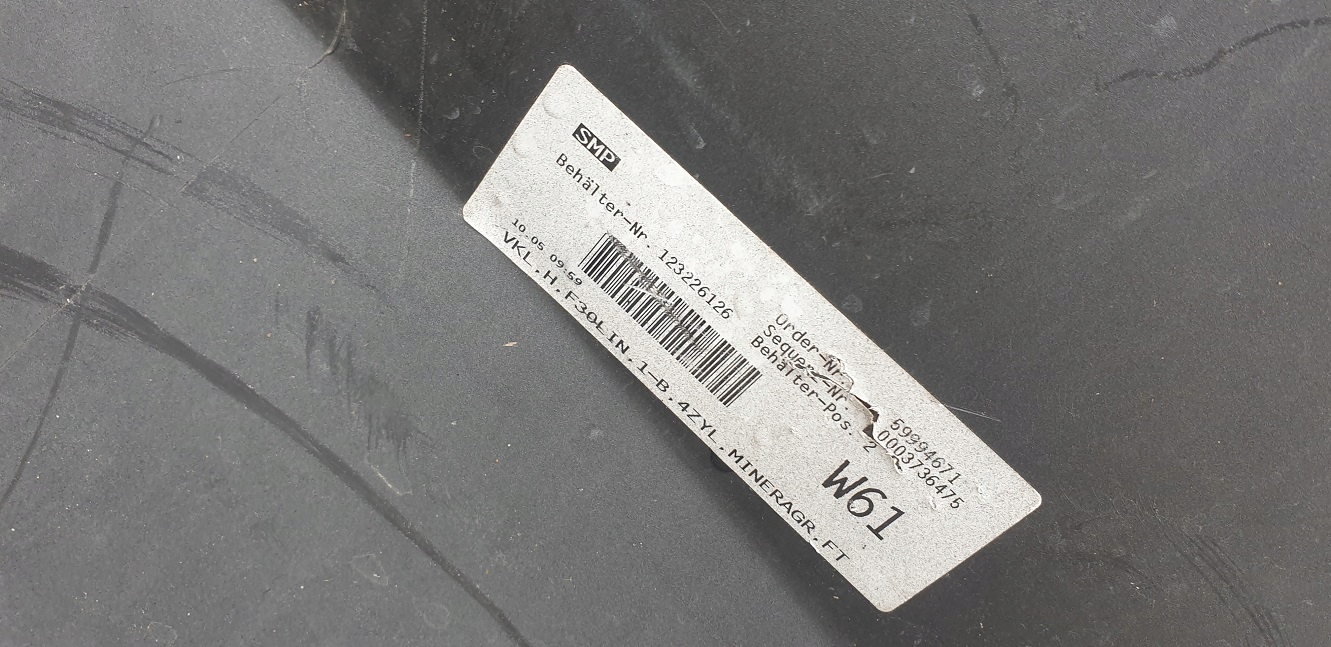 SMP
Behälter-Nr. 123226126
Order-Nr. 59994671
Sequenz-Nr. 0003736475
Behälter-Pos. 2
W61
10.05 09:59
VKL,H,F30LIN,1-B,4ZYL,MINERAGR,FT